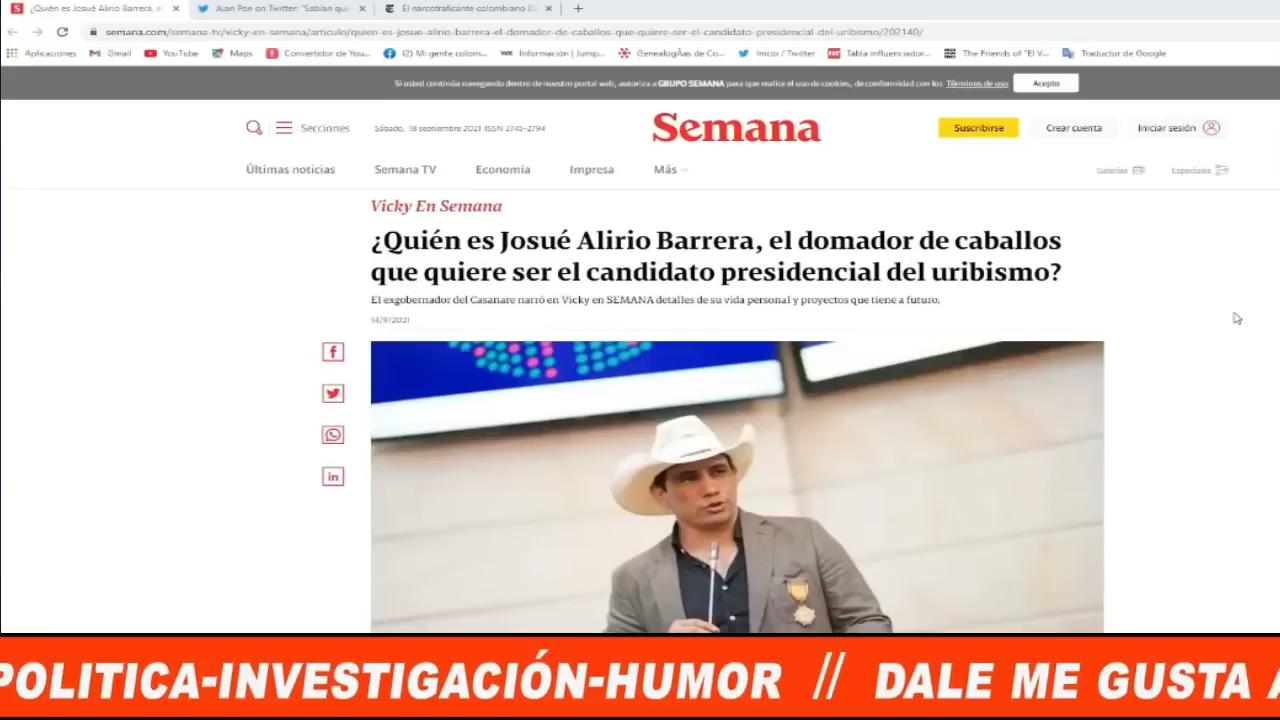 ¿Quién es Josué Alirio Barrera, el
Juan Poe on Twitter: "Sabían que
El narcotraficante colombiano Da
semana.com/semana-tv/vicky-en-semana/articulo/quien-es-josue-alirio-barrera-el-domador-de-caballos-que-quiere-ser-el-candidato-presidencial-del-uribismo/202140/
Aplicaciones
Gmail
YouTube
Maps
Convertidor de You...
(2) Mi gente colom...
Información | Jump...
GenealogÃas de Co...
Inicio / Twitter
Tabla influenciador...
The Friends of "El V...
Traductor de Google
Si usted continúa navegando dentro de nuestro portal web, autoriza a GRUPO SEMANA para que realice el uso de cookies, de conformidad con los Términos de uso
Acepto
Secciones
Sábado, 18 septiembre 2021 ISSN 2745-2794
Semana
Suscribirse
Crear cuenta
Iniciar sesión
Últimas noticias
Semana TV
Economía
Impresa
Más
Galerías
Especiales
Vicky En Semana
¿Quién es Josué Alirio Barrera, el domador de caballos
que quiere ser el candidato presidencial del uribismo?
El exgobernador del Casanare narró en Vicky en SEMANA detalles de su vida personal y proyectos que tiene a futuro.
14/9/2021
POLITICA-INVESTIGACIÓN-HUMOR // DALE ME GUSTA A